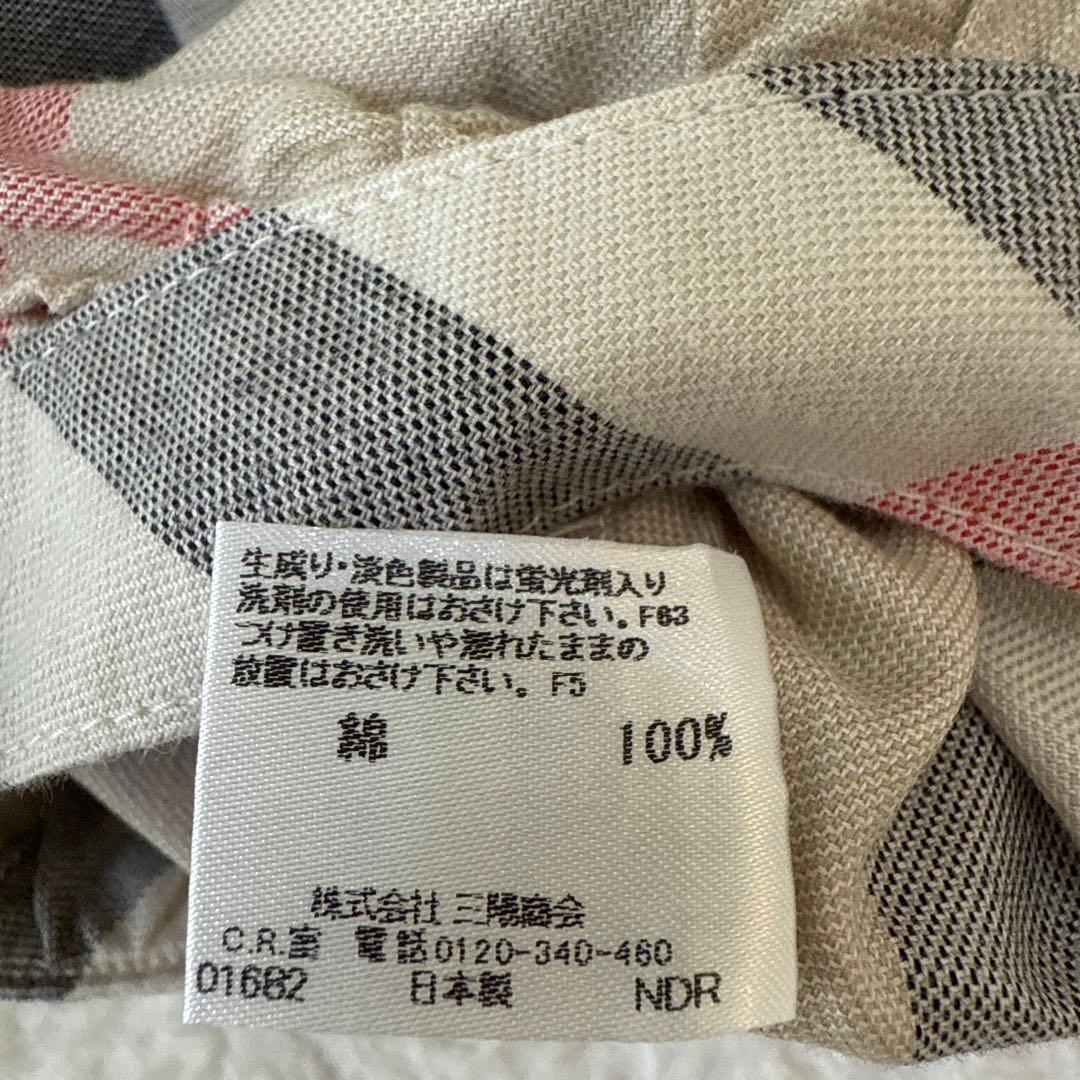 生成り・淡色製品は蛍光剤入り
洗剤の使用はおさけ下さい。F63
つけ置き洗いや濡れたままの
放置はおさけ下さい。F5
綿 100%
株式会社 三陽商会
C.R.室 電話0120-340-460
01682 日本製 NDR